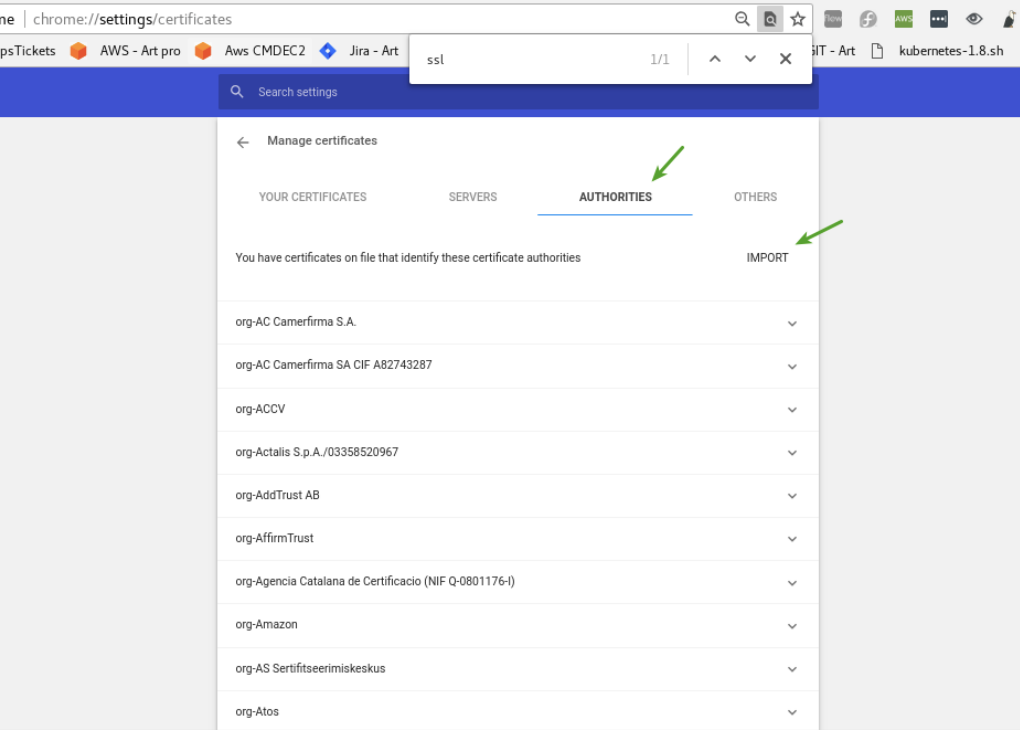 me chrome://settings/certificates
psTickets AWS - Art pro Aws CMDEC2 Jira - Art GIT - Art kubernetes-1.8.sh
ssl 1/1
Search settings
Manage certificates
YOUR CERTIFICATES SERVERS AUTHORITIES OTHERS
You have certificates on file that identify these certificate authorities IMPORT
org-AC Camerfirma S.A.
org-AC Camerfirma SA CIF A82743287
org-ACCV
org-Actalis S.p.A./03358520967
org-AddTrust AB
org-AffirmTrust
org-Agencia Catalana de Certificacio (NIF Q-0801176-I)
org-Amazon
org-AS Sertifitseerimiskeskus
org-Atos